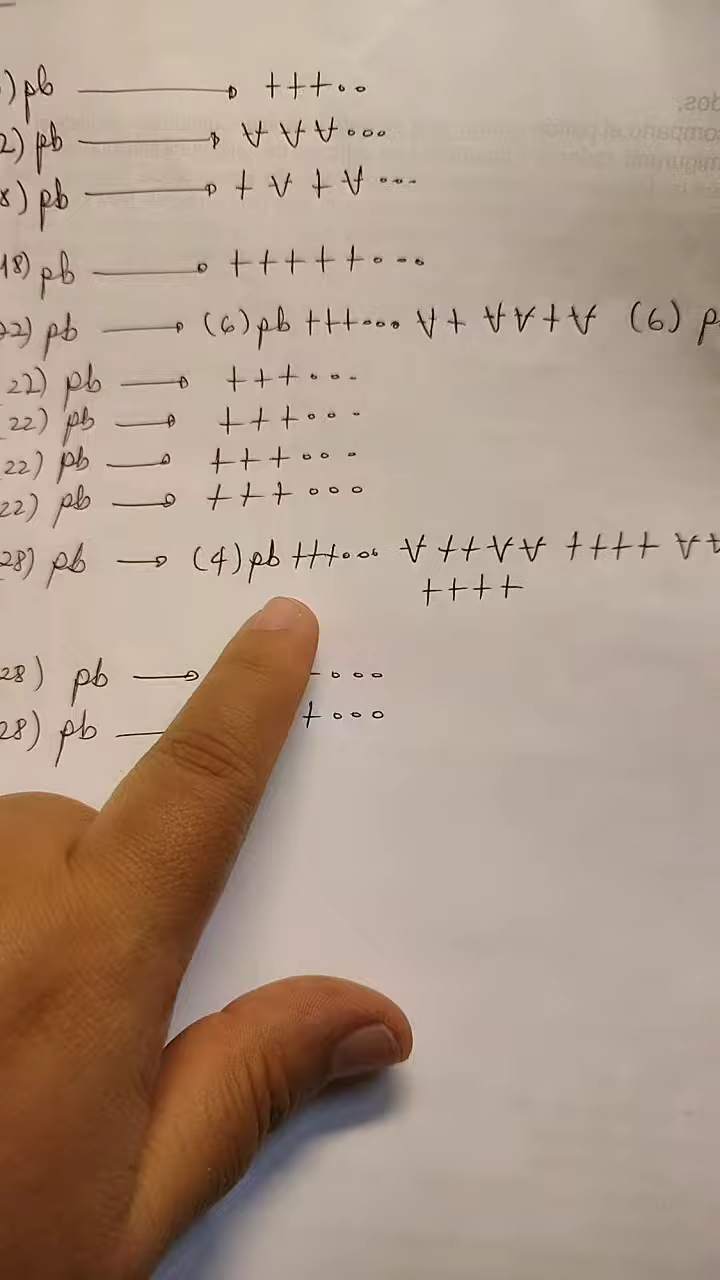 ) pb ⟶ +++∘∘
2) pb ⟶ ∀ ∀ ∀ ∘∘∘
8) pb ⟶ + V + ∀ ∘∘∘
18) pb ⟶ + + + + + ∘∘∘
22) pb ⟶ (6) pb +++∘∘∘ ∀ + ∀∀+∀ (6) p
22) pb ⟶ +++∘∘∘
22) pb ⟶ +++∘∘∘
22) pb ⟶ +++∘∘∘
22) pb ⟶ +++∘∘∘
28) pb ⟶ (4) pb +++∘∘∘ ∀ ++∀∀ ++++ ∀+
++++
28) pb ⟶ +∘∘∘
28) pb — +∘∘∘